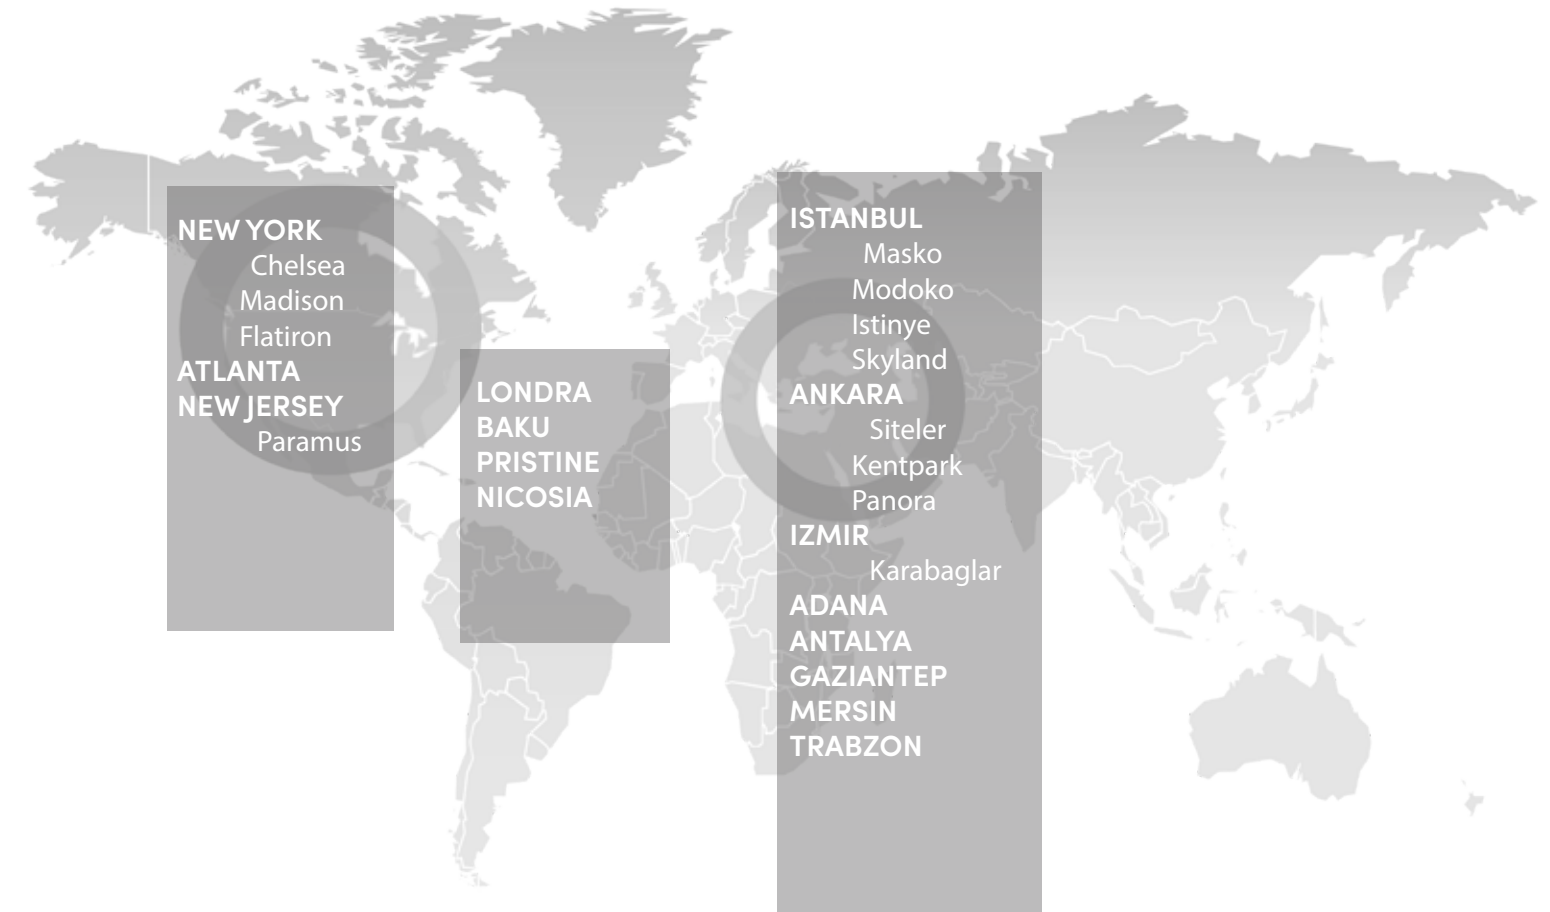 NEW YORK
Chelsea
Madison
Flatiron
ATLANTA
NEW JERSEY
Paramus
LONDRA
BAKU
PRISTINE
NICOSIA
ISTANBUL
Masko
Modoko
Istinye
Skyland
ANKARA
Siteler
Kentpark
Panora
IZMIR
Karabaglar
ADANA
ANTALYA
GAZIANTEP
MERSIN
TRABZON